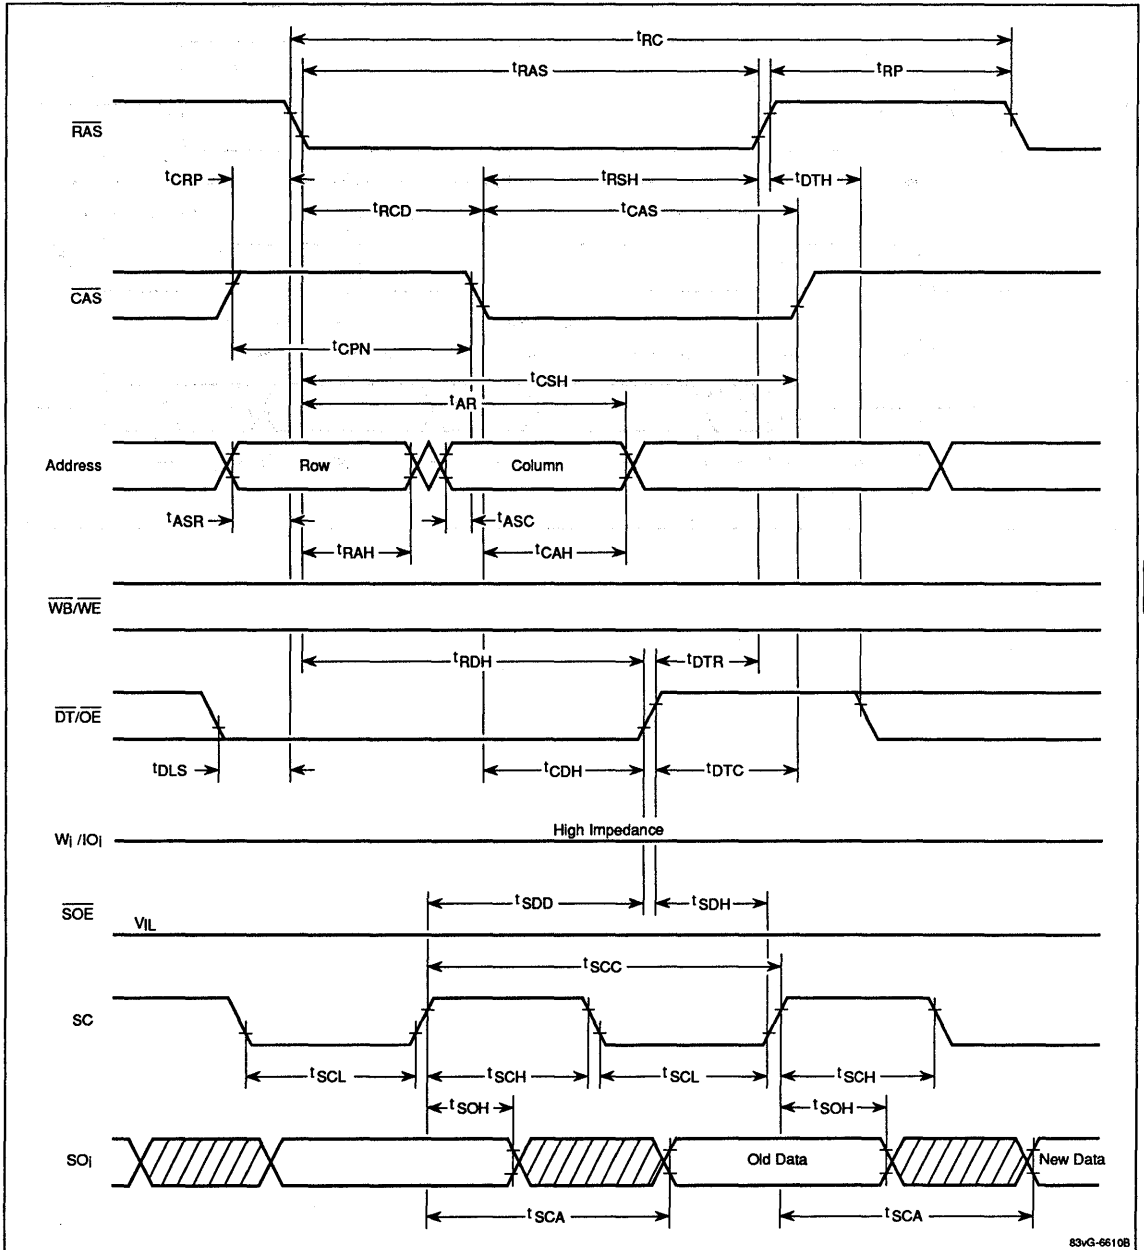 tRC
tRAS
tRP
RAS
tCRP
tRSH
tDTH
tRCD
tCAS
CAS
tCPN
tCSH
tAR
Address
Row
Column
tASR
tASC
tRAH
tCAH
WB/WE
tRDH
tDTR
DT/OE
tDLS
tCDH
tDTC
Wi /IOi
High Impedance
tSDD
tSDH
SOE
VIL
tSCC
SC
tSCL
tSCH
tSCL
tSCH
tSOH
tSOH
SOi
Old Data
New Data
tSCA
tSCA
83vG-6610B